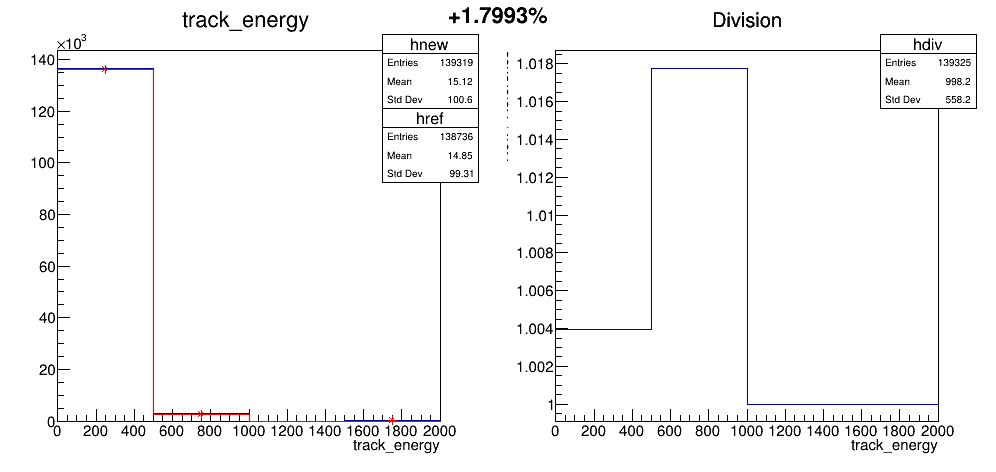 +1.7993%
track_energy
×10³
140
120
100
80
60
40
20
0
0 200 400 600 800 1000 1200 1400 1600 1800 2000
track_energy
hnew
Entries 139319
Mean 15.12
Std Dev 100.6
href
Entries 138736
Mean 14.85
Std Dev 99.31
Division
1.018
1.016
1.014
1.012
1.01
1.008
1.006
1.004
1.002
1
0 200 400 600 800 1000 1200 1400 1600 1800 2000
track_energy
hdiv
Entries 139325
Mean 998.2
Std Dev 558.2